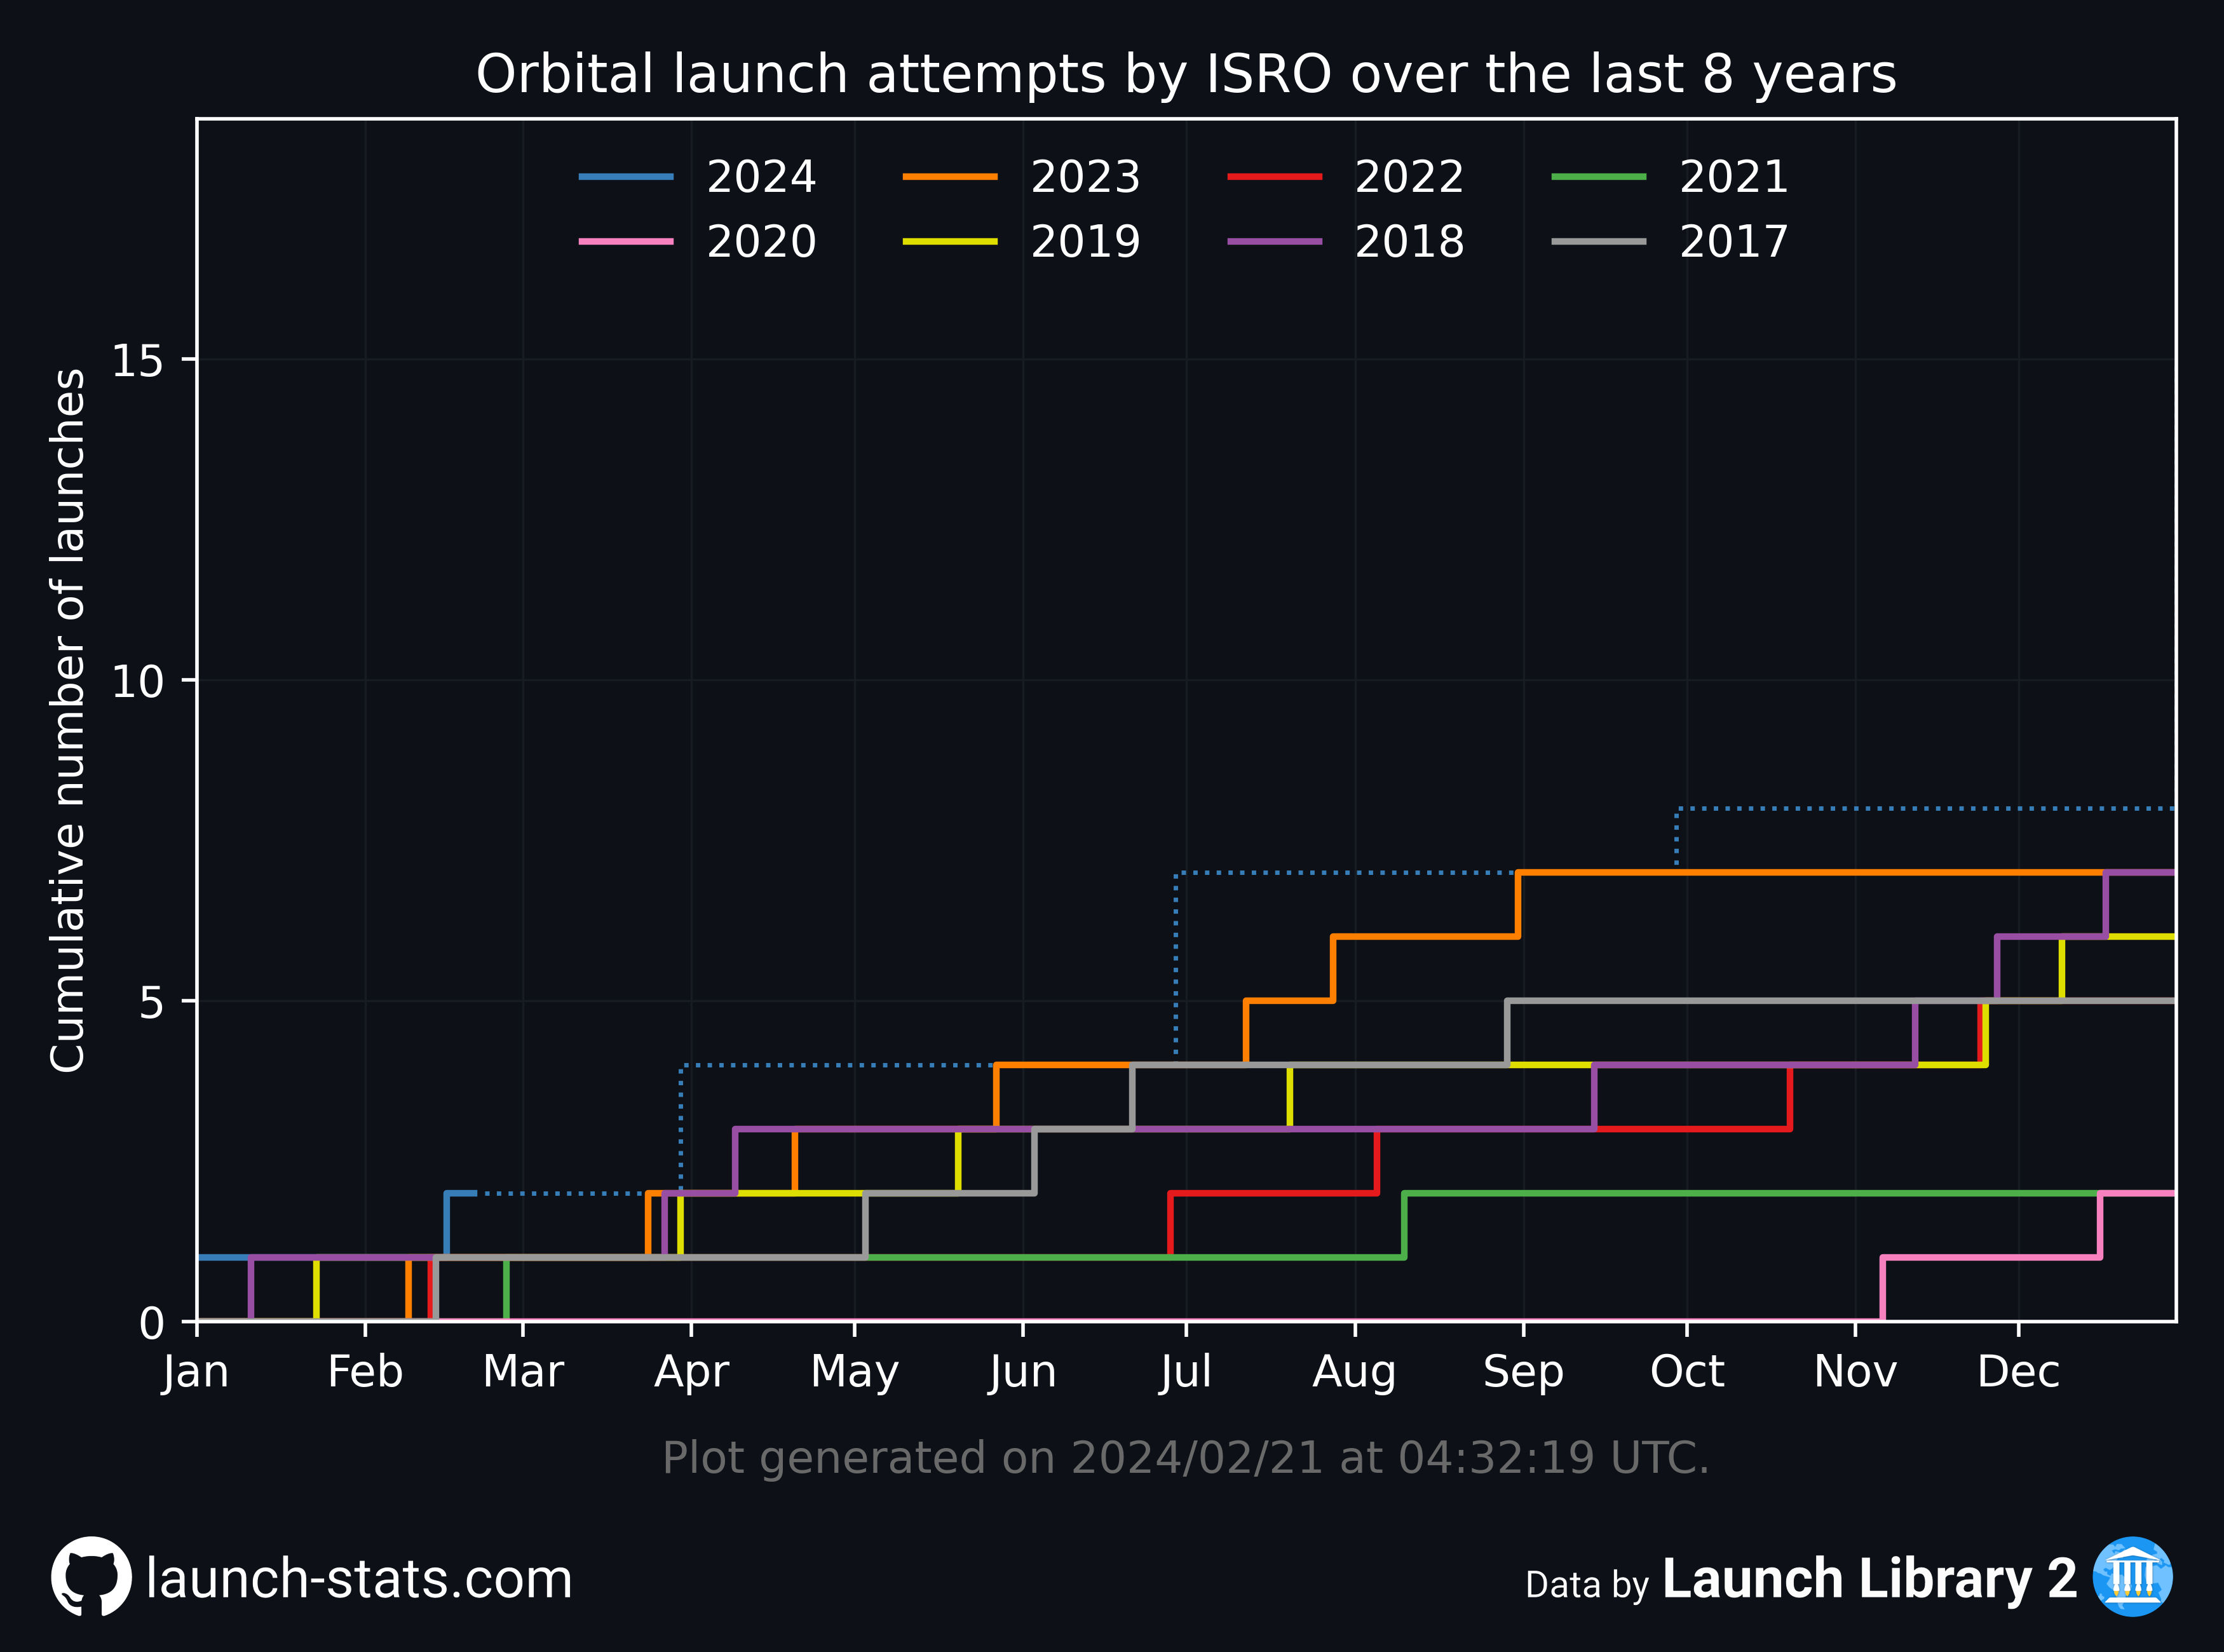 Orbital launch attempts by ISRO over the last 8 years
2024 2023 2022 2021
2020 2019 2018 2017
Cumulative number of launches
15
10
5
0
Jan Feb Mar Apr May Jun Jul Aug Sep Oct Nov Dec
Plot generated on 2024/02/21 at 04:32:19 UTC.
launch-stats.com
Data by Launch Library 2